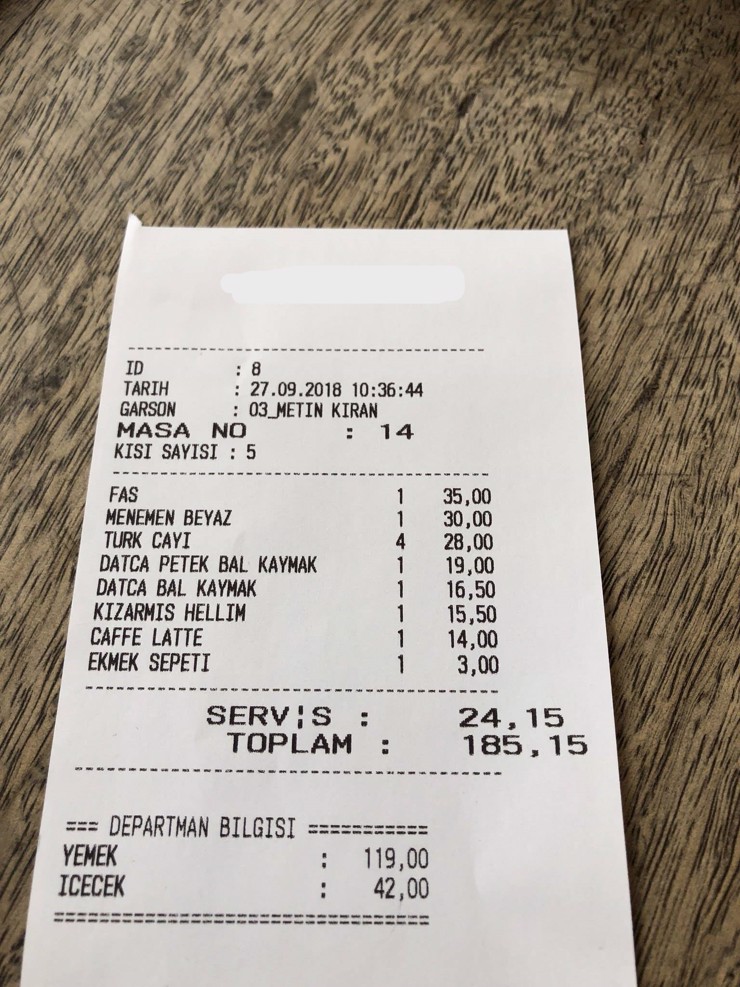 ID : 8
TARIH : 27.09.2018 10:36:44
GARSON : 03_METIN KIRAN
MASA NO : 14
KISI SAYISI : 5
FAS 1 35,00
MENEMEN BEYAZ 1 30,00
TURK CAYI 4 28,00
DATCA PETEK BAL KAYMAK 1 19,00
DATCA BAL KAYMAK 1 16,50
KIZARMIS HELLIM 1 15,50
CAFFE LATTE 1 14,00
EKMEK SEPETI 1 3,00
SERV¦S : 24,15
TOPLAM : 185,15
=== DEPARTMAN BILGISI ===========
YEMEK : 119,00
ICECEK : 42,00